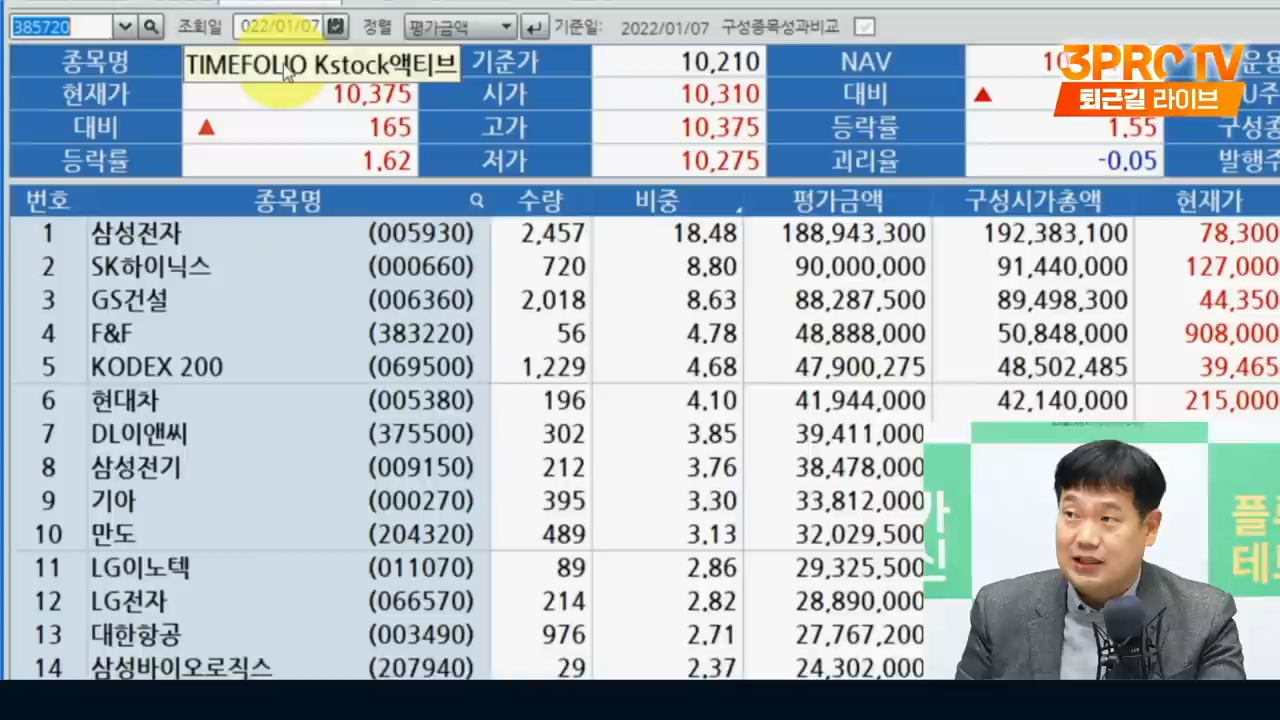 385720 조회일 022/01/07 정렬 평가금액 기준일: 2022/01/07 구성종목성과비교
종목명 TIMEFOLIO Kstock액티브 기준가 10,210 NAV 10 운용
현재가 10,375 시가 10,310 대비 ▲ U주
대비 ▲ 165 고가 10,375 등락률 1.55 구성종
등락률 1.62 저가 10,275 괴리율 -0.05 발행주
3PROTV
퇴근길 라이브
번호 종목명 수량 비중 평가금액 구성시가총액 현재가
1 삼성전자 (005930) 2,457 18.48 188,943,300 192,383,100 78,300
2 SK하이닉스 (000660) 720 8.80 90,000,000 91,440,000 127,000
3 GS건설 (006360) 2,018 8.63 88,287,500 89,498,300 44,350
4 F&F (383220) 56 4.78 48,888,000 50,848,000 908,000
5 KODEX 200 (069500) 1,229 4.68 47,900,275 48,502,485 39,465
6 현대차 (005380) 196 4.10 41,944,000 42,140,000 215,000
7 DL이앤씨 (375500) 302 3.85 39,411,000
8 삼성전기 (009150) 212 3.76 38,478,000
9 기아 (000270) 395 3.30 33,812,000
10 만도 (204320) 489 3.13 32,029,500
11 LG이노텍 (011070) 89 2.86 29,325,500
12 LG전자 (066570) 214 2.82 28,890,000
13 대한항공 (003490) 976 2.71 27,767,200
14 삼성바이오로직스 (207940) 29 2.37 24,302,000